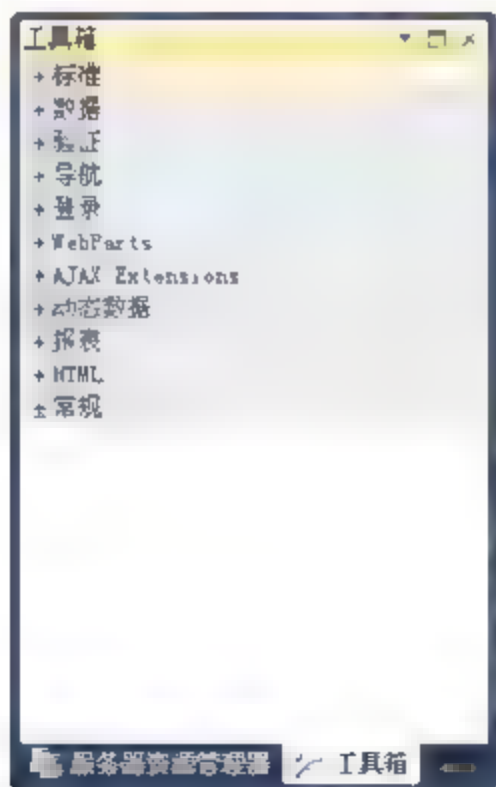 工具箱
标准
数据
验证
导航
登录
WebParts
AJAX Extensions
动态数据
报表
HTML
常规
服务器资源管理器 工具箱